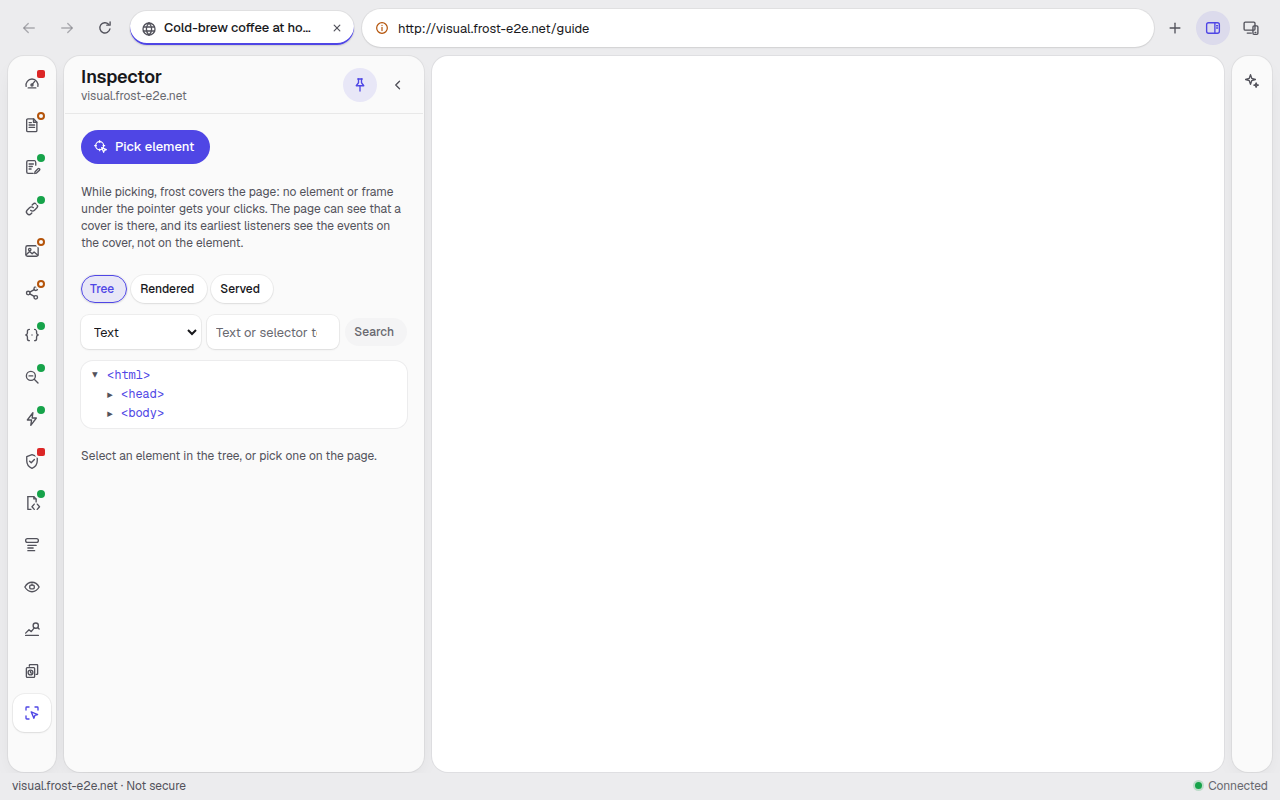 Cold-brew coffee at ho...
http://visual.frost-e2e.net/guide
Inspector
visual.frost-e2e.net
Pick element
While picking, frost covers the page: no element or frame
under the pointer gets your clicks. The page can see that a
cover is there, and its earliest listeners see the events on
the cover, not on the element.
Tree Rendered Served
Text Text or selector t Search
<html>
<head>
<body>
Select an element in the tree, or pick one on the page.
visual.frost-e2e.net · Not secure
Connected